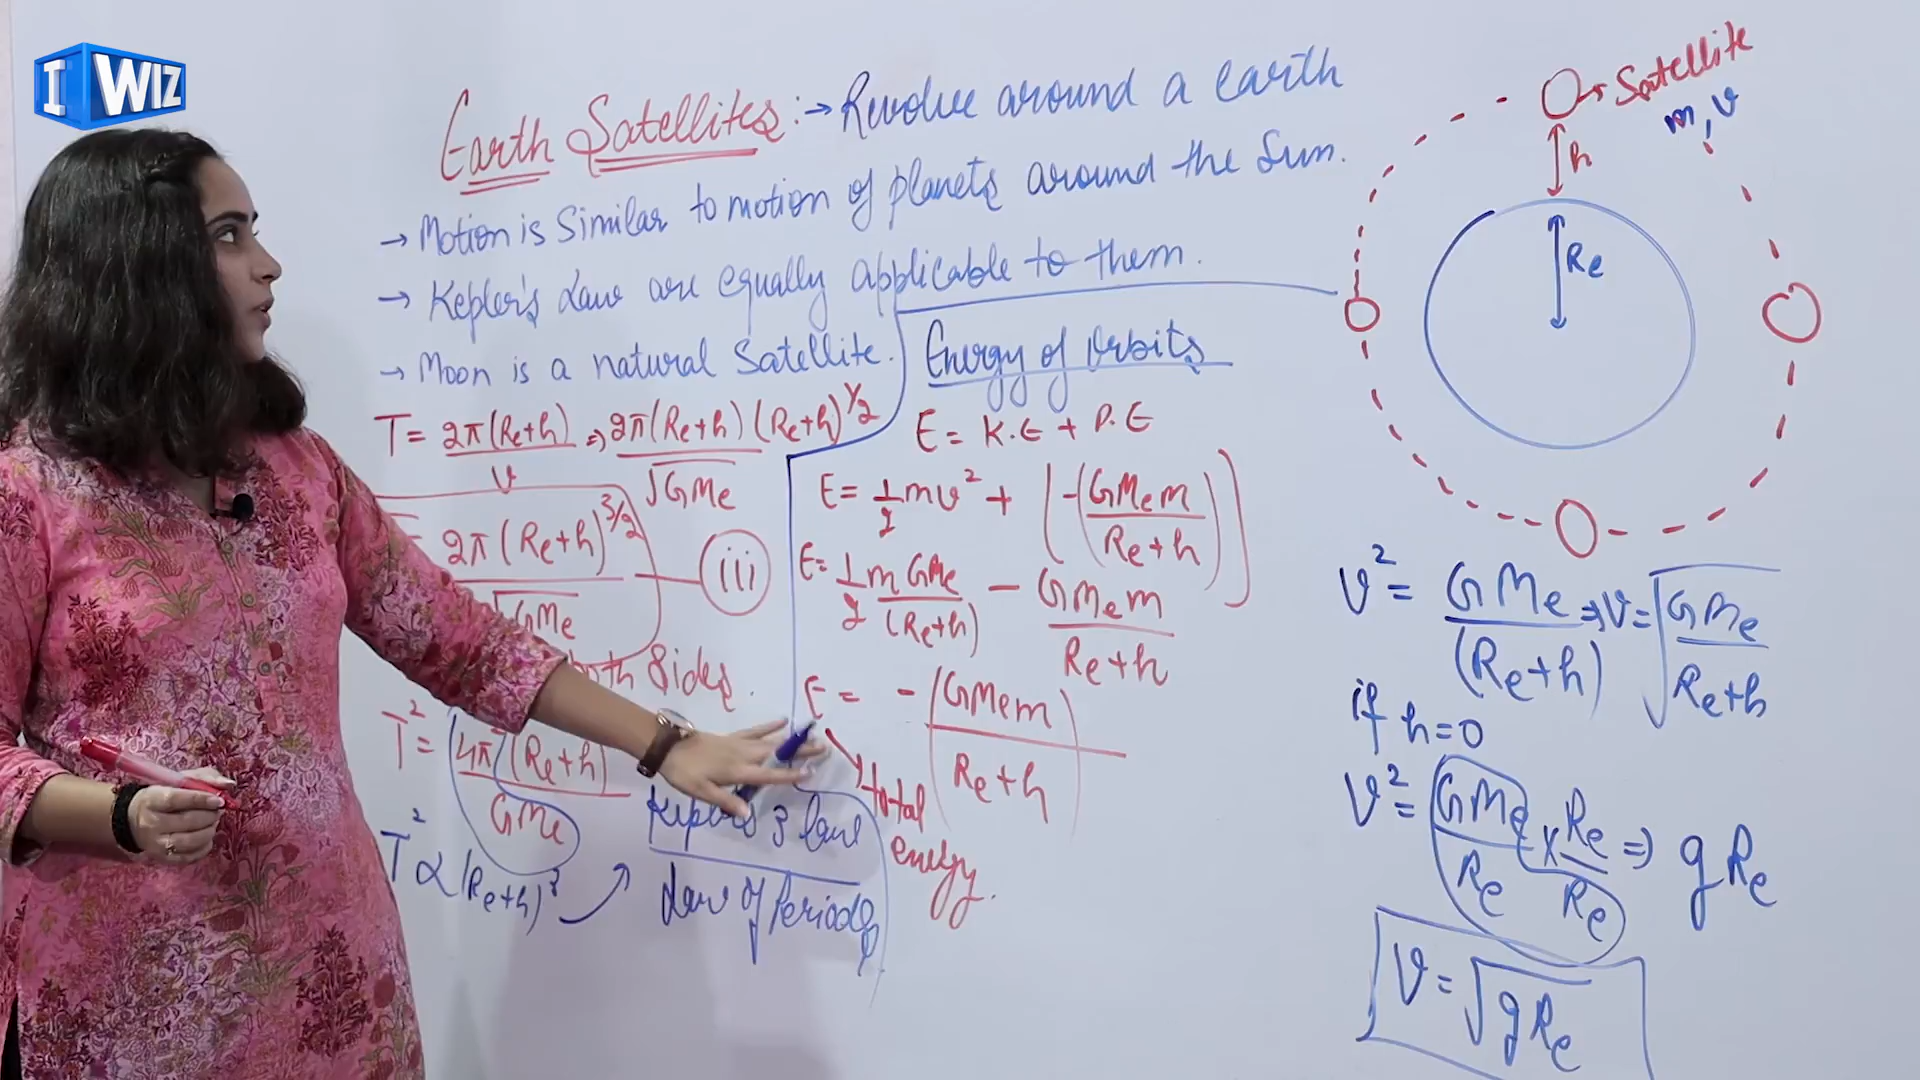 I WIZ
Earth Satellites :→ Revolve around a earth
→ Motion is Similar to motion of planets around the Sun.
→ Kepler's Law are equally applicable to them.
→ Moon is a natural Satellite.
T = 2π(Re+h)/v ⇒ 2π(Re+h)(Re+h)^1/2/√GMe
= 2π(Re+h)^3/2/√GMe — (iii)
both Sides.
T² = 4π²(Re+h)/GMe
T² ∝ (Re+h)³
Kepler's 3 law
Law of Periods
Energy of Orbits
E = K.E + P.E
E = 1/2 mv² + [-(GMem/Re+h)]
E = 1/2 m GMe/(Re+h) - GMem/Re+h
E = -(GMem/Re+h)
total
energy.
Satellite
m, v
h
Re
v² = GMe/(Re+h) ⇒ v = √GMe/Re+h
if h=0
v² = GMe/Re × Re/Re ⇒ gRe
v = √gRe